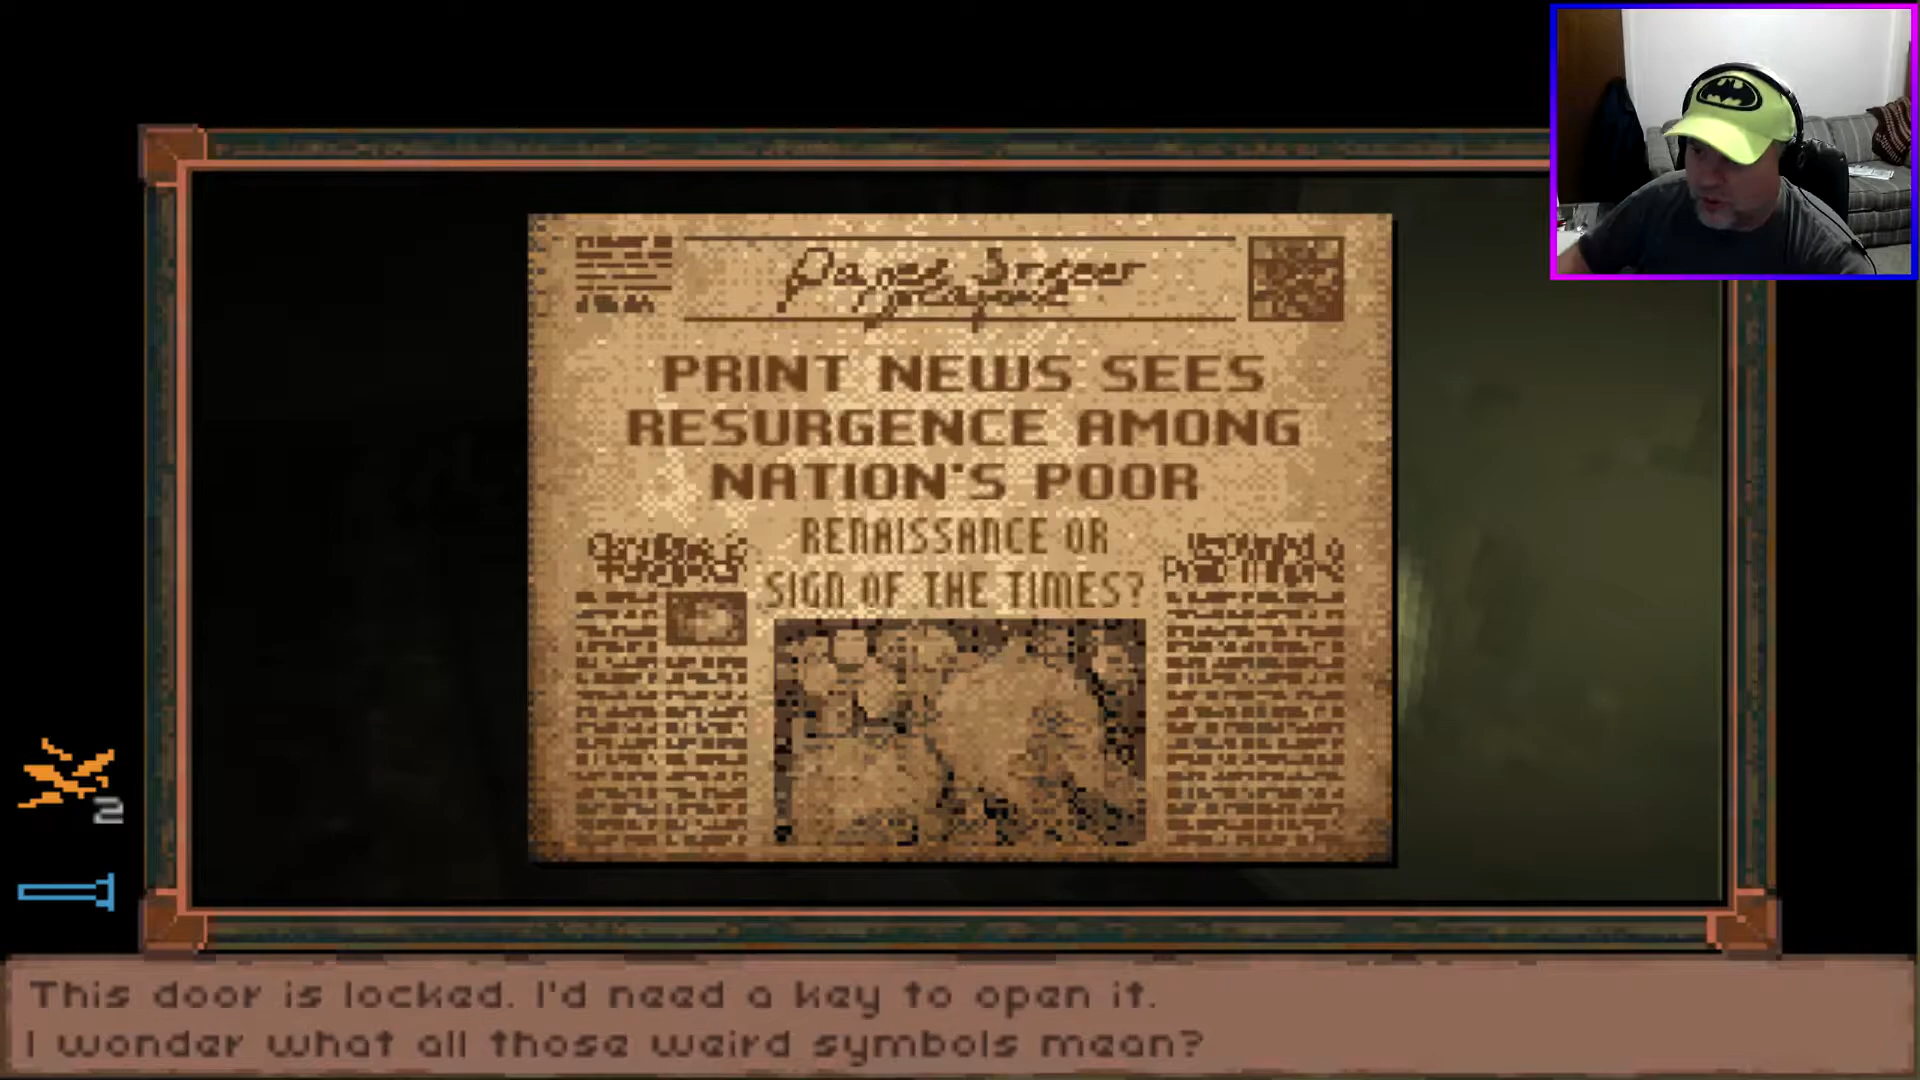 PRINT NEWS SEES
RESURGENCE AMONG
NATION'S POOR
RENAISSANCE OR
SIGN OF THE TIMES?
2
This door is locked. I'd need a key to open it.
I wonder what all those weird symbols mean?